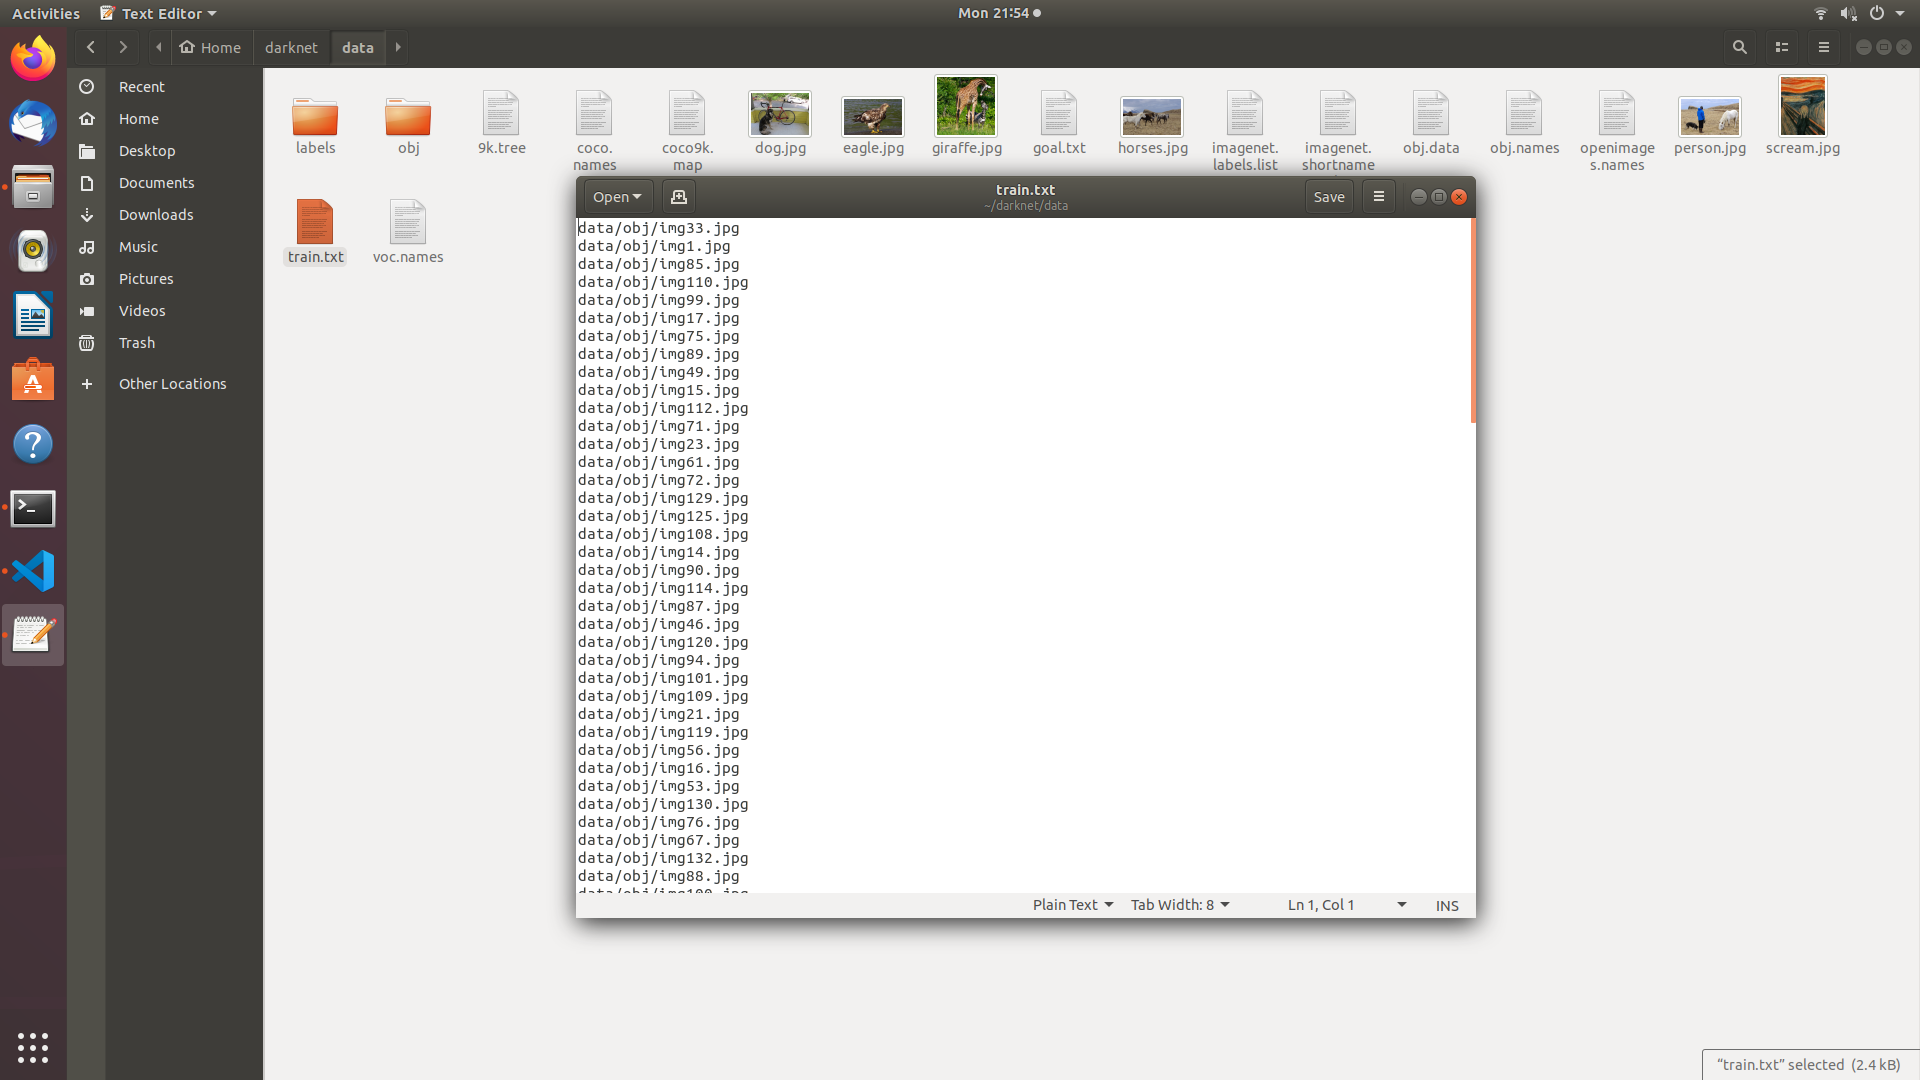 Activities Text Editor Mon 21:54
Home darknet data
Recent
Home
Desktop
Documents
Downloads
Music
Pictures
Videos
Trash
Other Locations
labels obj 9k.tree coco.names coco9k.map dog.jpg eagle.jpg giraffe.jpg goal.txt horses.jpg imagenet.labels.list imagenet.shortname obj.data obj.names openimages.names person.jpg scream.jpg
train.txt voc.names
Open train.txt Save
~/darknet/data
data/obj/img33.jpg
data/obj/img1.jpg
data/obj/img85.jpg
data/obj/img110.jpg
data/obj/img99.jpg
data/obj/img17.jpg
data/obj/img75.jpg
data/obj/img89.jpg
data/obj/img49.jpg
data/obj/img15.jpg
data/obj/img112.jpg
data/obj/img71.jpg
data/obj/img23.jpg
data/obj/img61.jpg
data/obj/img72.jpg
data/obj/img129.jpg
data/obj/img125.jpg
data/obj/img108.jpg
data/obj/img14.jpg
data/obj/img90.jpg
data/obj/img114.jpg
data/obj/img87.jpg
data/obj/img46.jpg
data/obj/img120.jpg
data/obj/img94.jpg
data/obj/img101.jpg
data/obj/img109.jpg
data/obj/img21.jpg
data/obj/img119.jpg
data/obj/img56.jpg
data/obj/img16.jpg
data/obj/img53.jpg
data/obj/img130.jpg
data/obj/img76.jpg
data/obj/img67.jpg
data/obj/img132.jpg
data/obj/img88.jpg
Plain Text Tab Width: 8 Ln 1, Col 1 INS
“train.txt” selected (2.4 kB)